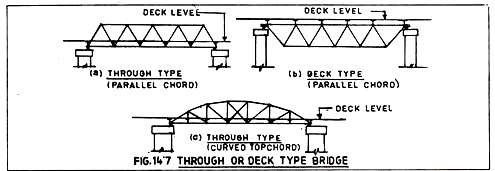 DECK LEVEL
(a) THROUGH TYPE
(PARALLEL CHORD)
DECK LEVEL
(b) DECK TYPE
(PARALLEL CHORD)
DECK LEVEL
(c) THROUGH TYPE
(CURVED TOPCHORD)
FIG.14·7 THROUGH OR DECK TYPE BRIDGE